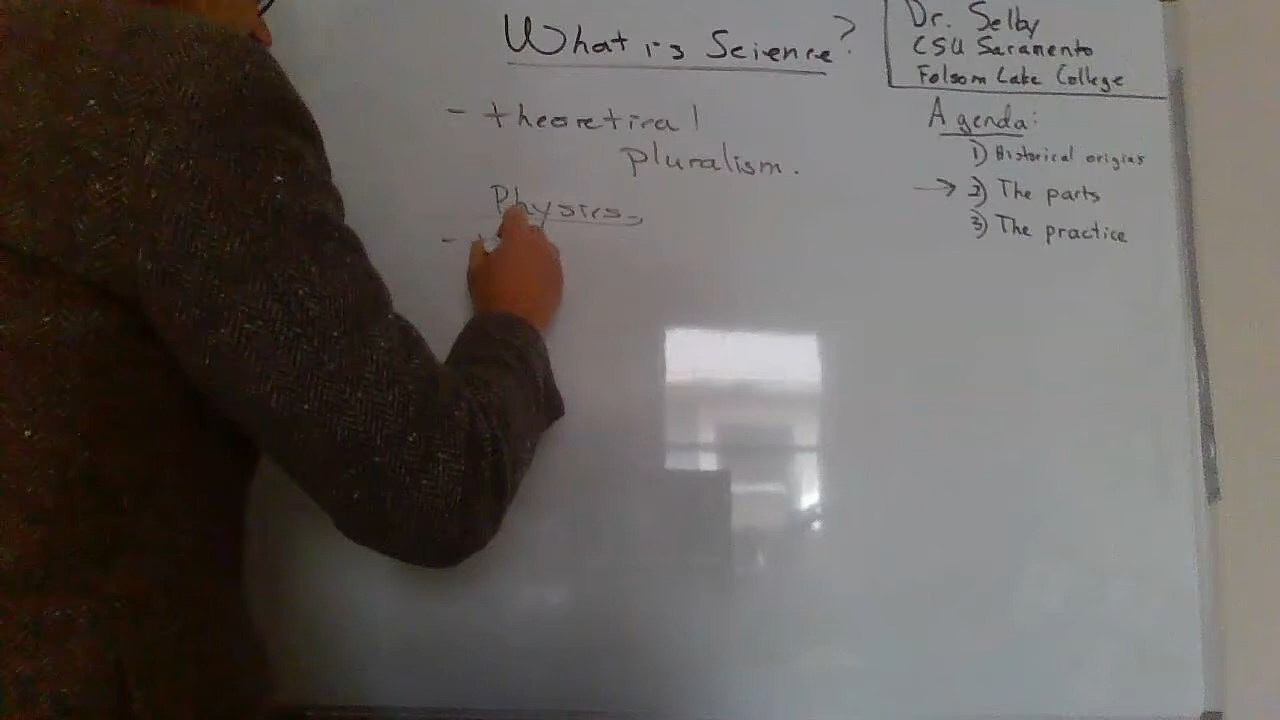 What is Science?
- theoretical
pluralism.
Physics,
-
Dr. Selby
CSU Saramento
Folsom Lake College
Agenda:
1) Historical origins
→ 2) The parts
3) The practice